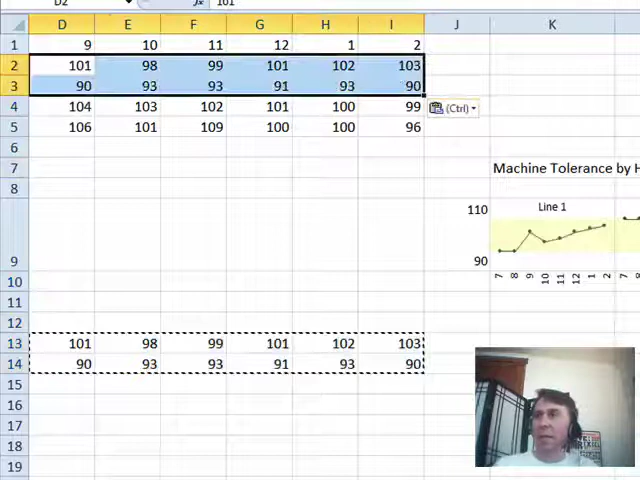 D2 fx 101
D E F G H I J K
1 9 10 11 12 1 2
2 101 98 99 101 102 103
3 90 93 93 91 93 90
4 104 103 102 101 100 99
(Ctrl)
5 106 101 109 100 100 96
6
7 Machine Tolerance by H
8
110 Line 1
9 90
7 8 9 10 11 12 1 2 7 8
10
11
12
13 101 98 99 101 102 103
14 90 93 93 91 93 90
15
16
17
18
19